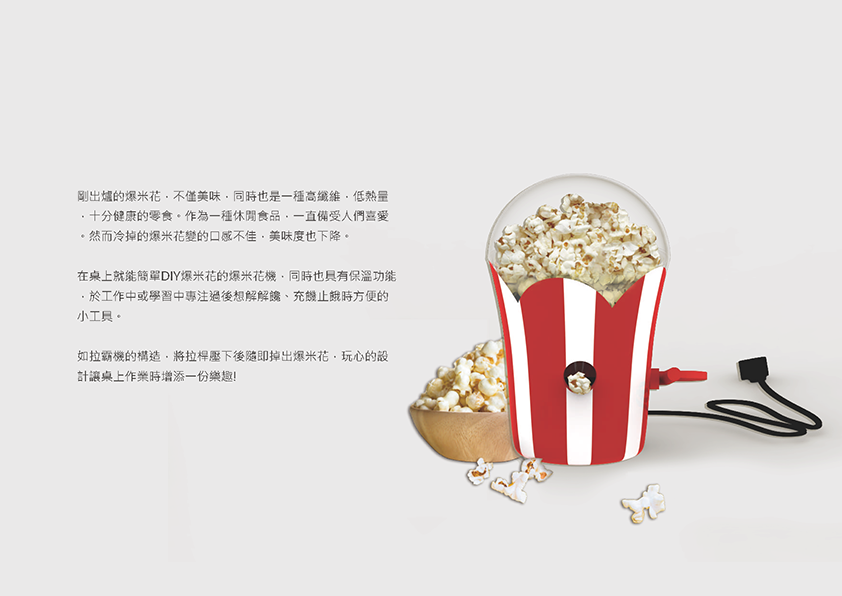 剛出爐的爆米花，不僅美味，同時也是一種高纖維，低熱量
，十分健康的零食。作為一種休閒食品，一直備受人們喜愛
。然而冷掉的爆米花變的口感不佳，美味度也下降。
在桌上就能簡單DIY爆米花的爆米花機，同時也具有保溫功能
，於工作中或學習中專注過後想解解饞、充饑止餓時方便的
小工具。
如拉霸機的構造，將拉桿壓下後隨即掉出爆米花，玩心的設
計讓桌上作業時增添一份樂趣!